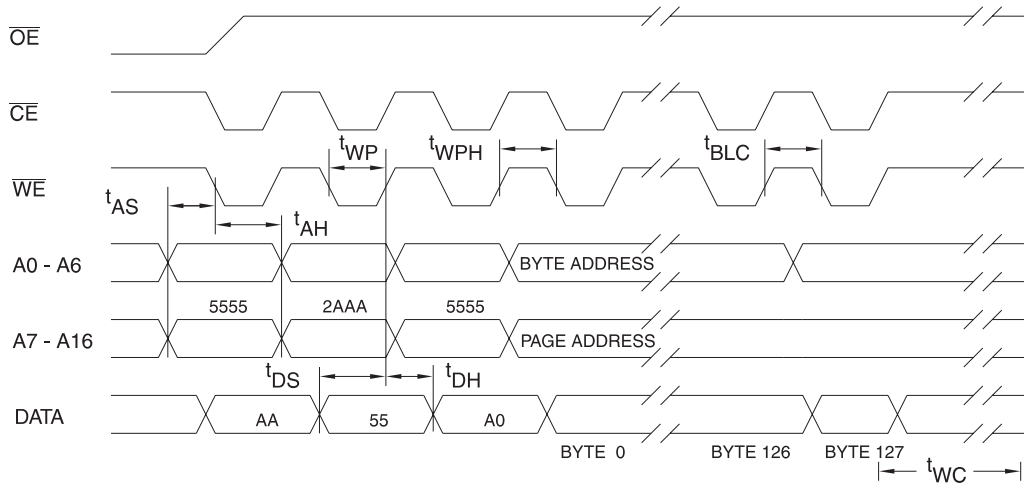 OE
CE
tWP tWPH tBLC
WE
tAS
tAH
A0 - A6 BYTE ADDRESS
5555 2AAA 5555
A7 - A16 PAGE ADDRESS
tDS tDH
DATA AA 55 A0
BYTE 0 BYTE 126 BYTE 127
tWC